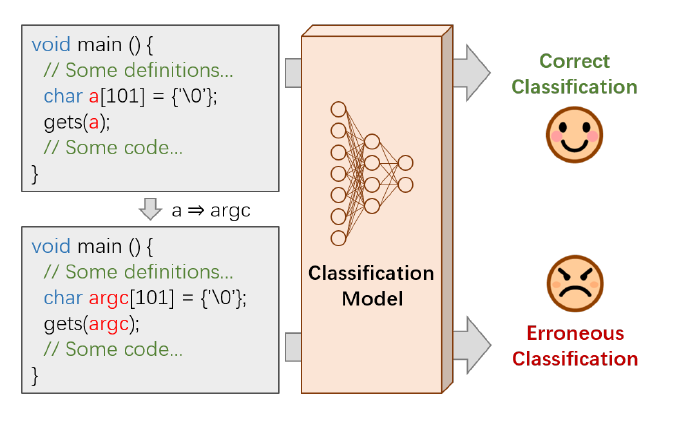 void main () {
// Some definitions...
char a[101] = {'\0'};
gets(a);
// Some code...
}
a ⇒ argc
void main () {
// Some definitions...
char argc[101] = {'\0'};
gets(argc);
// Some code...
}
Classification
Model
Correct
Classification
Erroneous
Classification